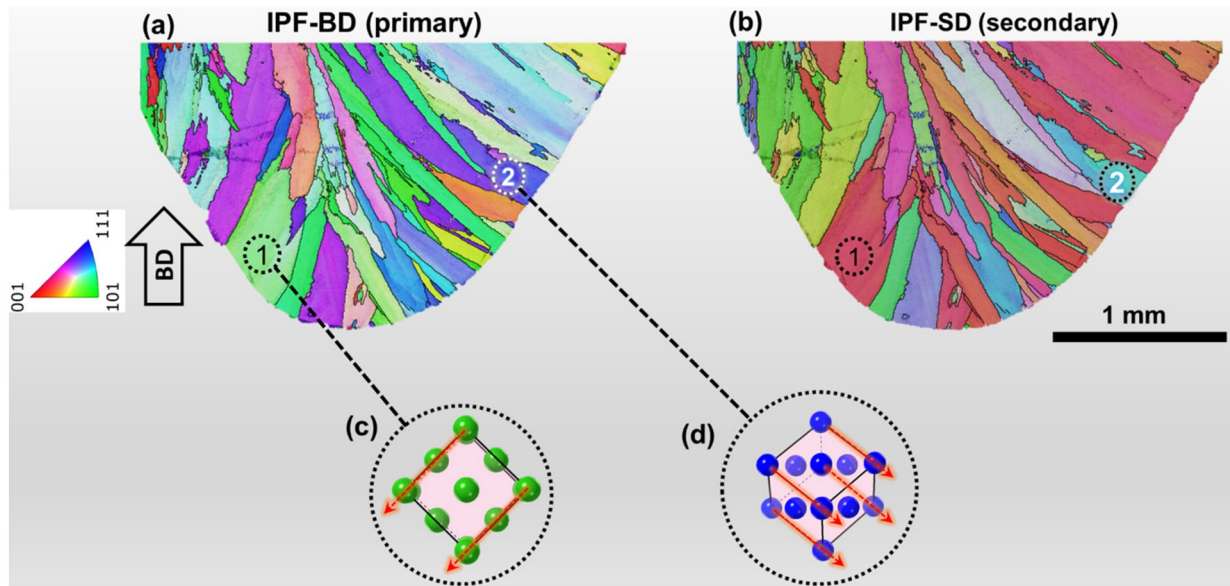 (a) IPF-BD (primary)
(b) IPF-SD (secondary)
2
2
111
001
101
BD
1
1
1 mm
(c)
(d)